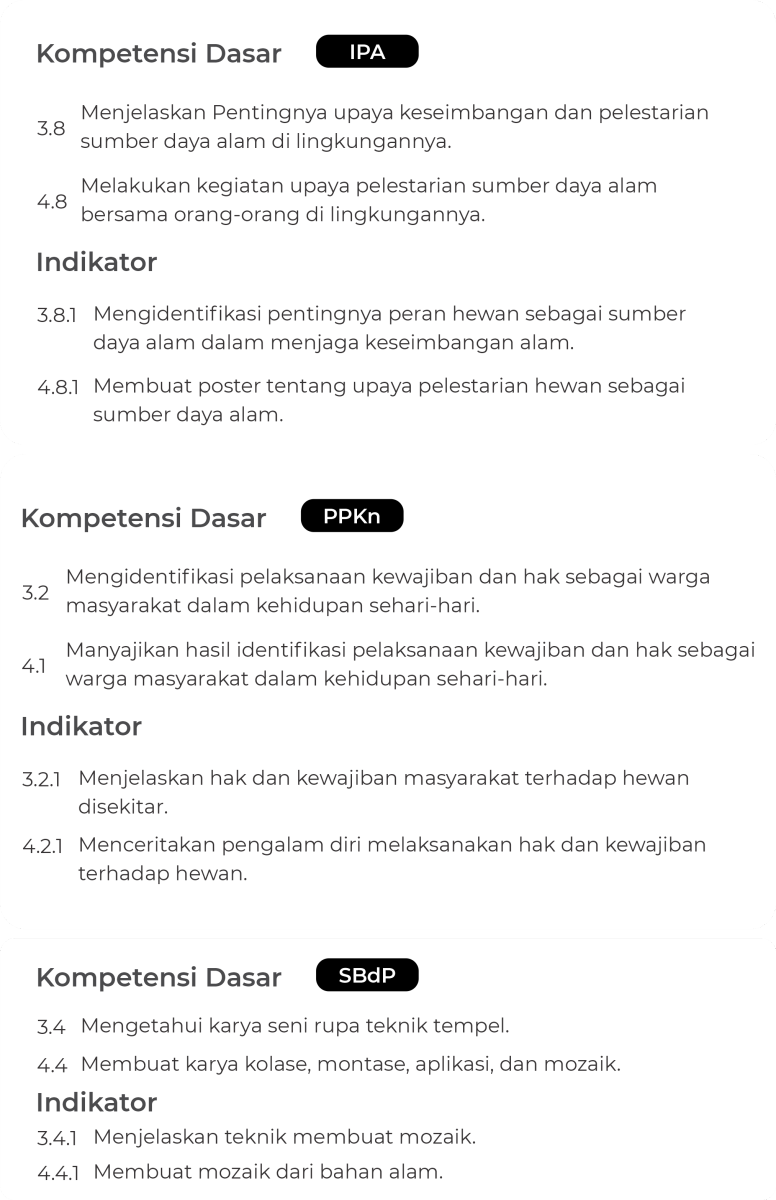 Kompetensi Dasar IPA
3.8 Menjelaskan Pentingnya upaya keseimbangan dan pelestarian
sumber daya alam di lingkungannya.
4.8 Melakukan kegiatan upaya pelestarian sumber daya alam
bersama orang-orang di lingkungannya.
Indikator
3.8.1 Mengidentifikasi pentingnya peran hewan sebagai sumber
daya alam dalam menjaga keseimbangan alam.
4.8.1 Membuat poster tentang upaya pelestarian hewan sebagai
sumber daya alam.
Kompetensi Dasar PPKn
3.2 Mengidentifikasi pelaksanaan kewajiban dan hak sebagai warga
masyarakat dalam kehidupan sehari-hari.
4.1 Manyajikan hasil identifikasi pelaksanaan kewajiban dan hak sebagai
warga masyarakat dalam kehidupan sehari-hari.
Indikator
3.2.1 Menjelaskan hak dan kewajiban masyarakat terhadap hewan
disekitar.
4.2.1 Menceritakan pengalam diri melaksanakan hak dan kewajiban
terhadap hewan.
Kompetensi Dasar SBdP
3.4 Mengetahui karya seni rupa teknik tempel.
4.4 Membuat karya kolase, montase, aplikasi, dan mozaik.
Indikator
3.4.1 Menjelaskan teknik membuat mozaik.
4.4.1 Membuat mozaik dari bahan alam.